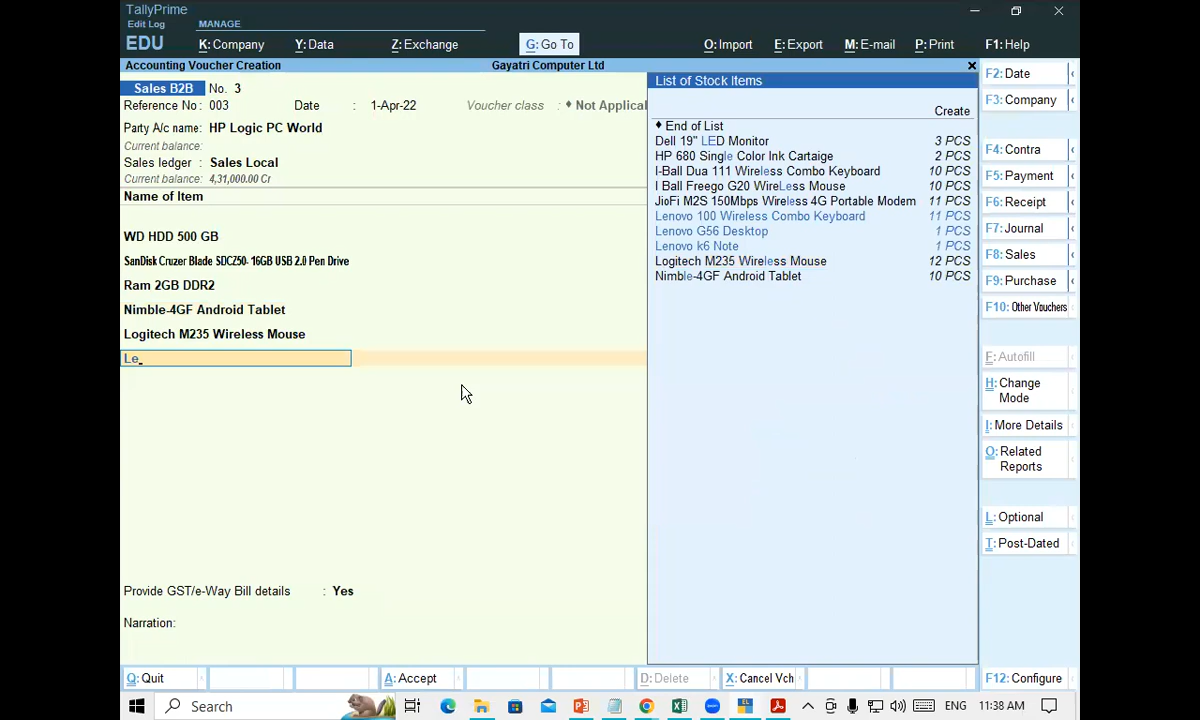 TallyPrime
Edit Log
MANAGE
EDU
K: Company
Y: Data
Z: Exchange
G: Go To
O: Import
E: Export
M: E-mail
P: Print
F1: Help
Accounting Voucher Creation
Gayatri Computer Ltd
Sales B2B No. 3
Reference No: 003 Date : 1-Apr-22 Voucher class : ♦ Not Applica
Party A/c name: HP Logic PC World
Current balance:
Sales ledger : Sales Local
Current balance: 4,31,000.00 Cr
Name of Item
WD HDD 500 GB
SanDisk Cruzer Blade SDCZ50- 16GB USB 2.0 Pen Drive
Ram 2GB DDR2
Nimble-4GF Android Tablet
Logitech M235 Wireless Mouse
Le
Provide GST/e-Way Bill details : Yes
Narration:
List of Stock Items
Create
♦ End of List
Dell 19" LED Monitor 3 PCS
HP 680 Single Color Ink Cartaige 2 PCS
I-Ball Dua 111 Wireless Combo Keyboard 10 PCS
I Ball Freego G20 WireLess Mouse 10 PCS
JioFi M2S 150Mbps Wireless 4G Portable Modem 11 PCS
Lenovo 100 Wireless Combo Keyboard 11 PCS
Lenovo G56 Desktop 1 PCS
Lenovo k6 Note 1 PCS
Logitech M235 Wireless Mouse 12 PCS
Nimble-4GF Android Tablet 10 PCS
F2: Date
F3: Company
F4: Contra
F5: Payment
F6: Receipt
F7: Journal
F8: Sales
F9: Purchase
F10: Other Vouchers
F: Autofill
H: Change
Mode
I: More Details
O: Related
Reports
L: Optional
T: Post-Dated
Q: Quit
A: Accept
D: Delete
X: Cancel Vch
F12: Configure
Search
ENG
11:38 AM